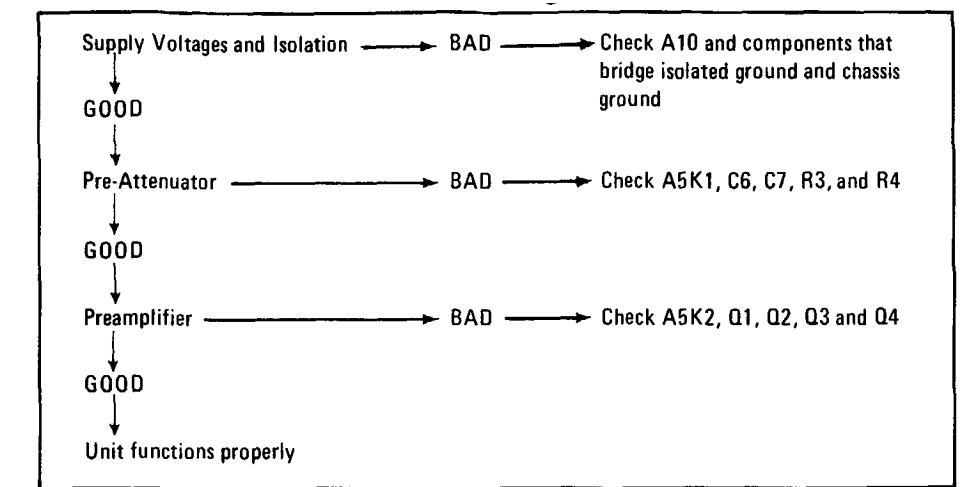 Supply Voltages and Isolation BAD Check A10 and components that
bridge isolated ground and chassis
ground
GOOD
Pre-Attenuator BAD Check A5K1, C6, C7, R3, and R4
GOOD
Preamplifier BAD Check A5K2, Q1, Q2, Q3 and Q4
GOOD
Unit functions properly